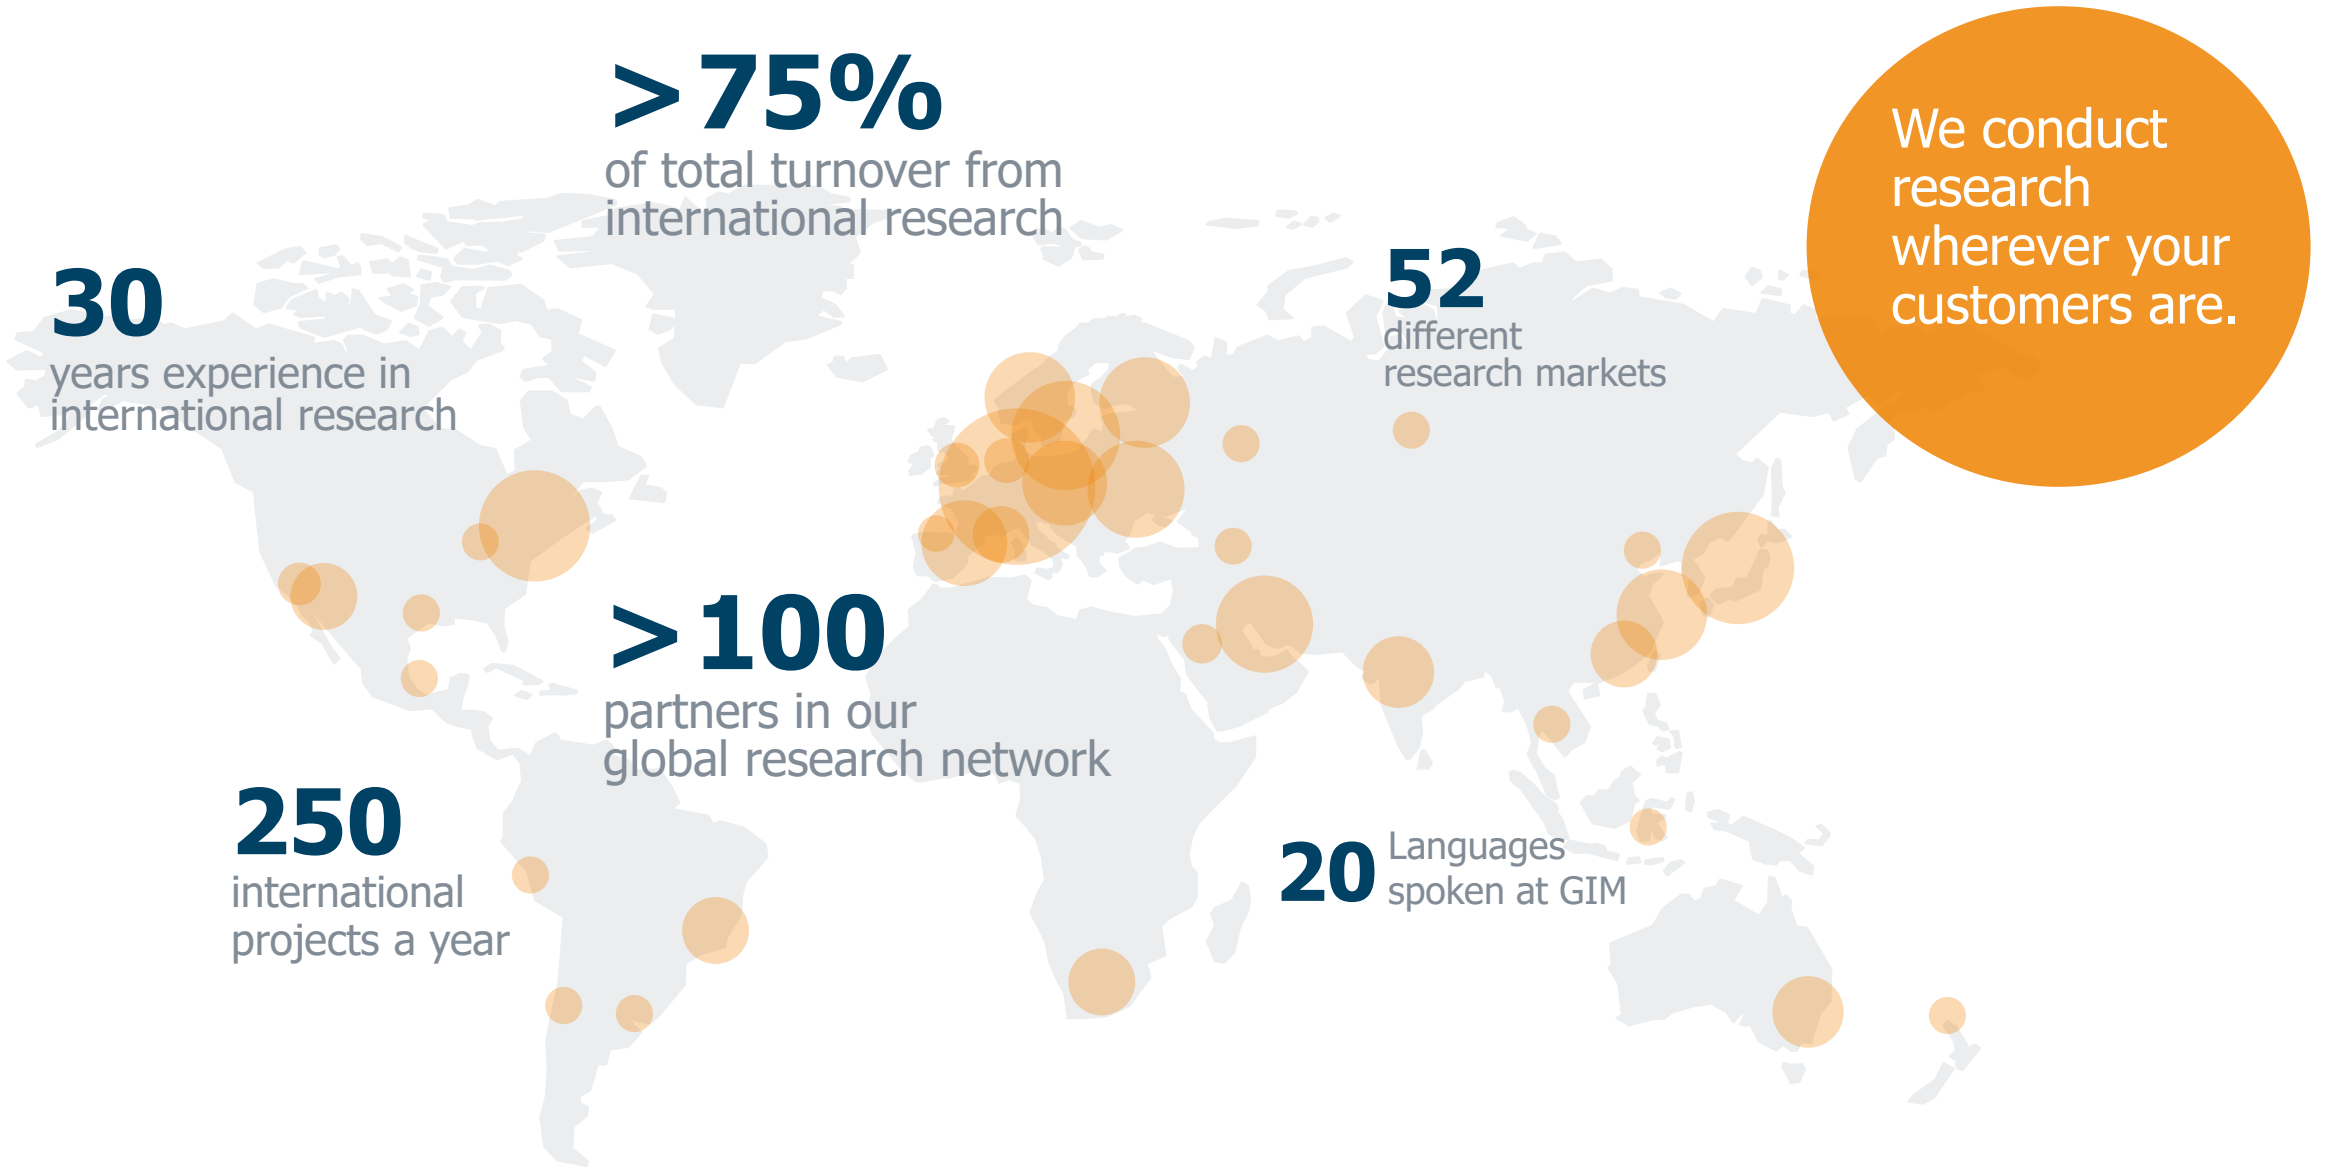 >75%
of total turnover from
international research
We conduct
research
wherever your
customers are.
30
years experience in
international research
52
different
research markets
>100
partners in our
global research network
250
international
projects a year
20
Languages
spoken at GIM